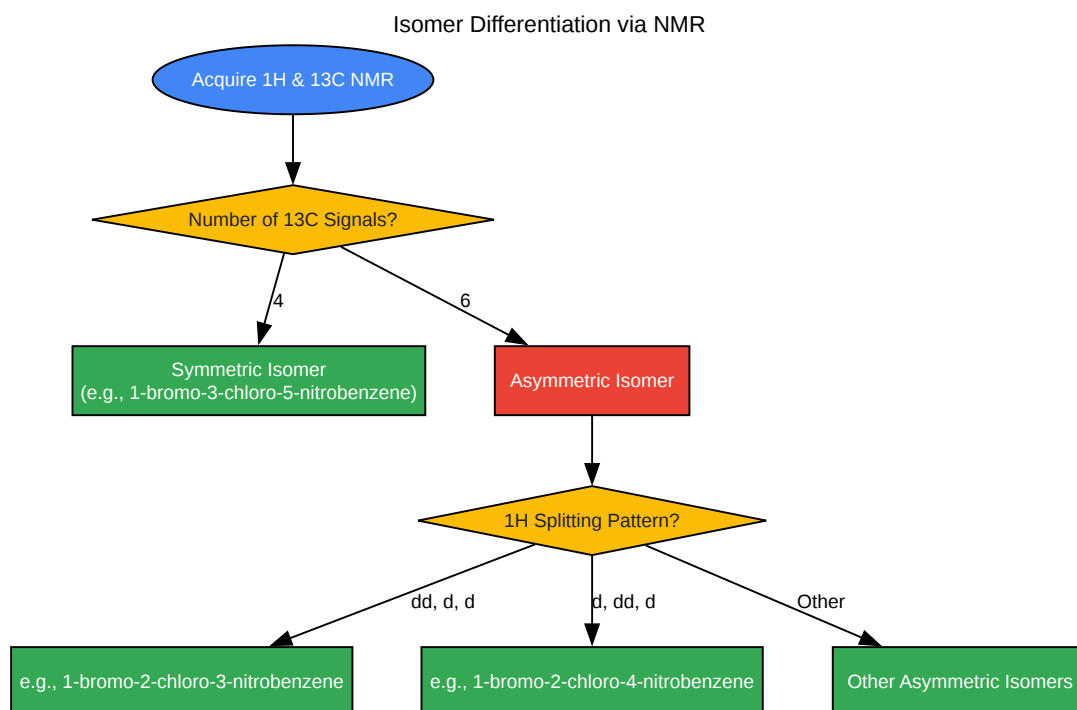 Isomer Differentiation via NMR
Acquire 1H & 13C NMR
Number of 13C Signals?
4
6
Symmetric Isomer
(e.g., 1-bromo-3-chloro-5-nitrobenzene)
Asymmetric Isomer
1H Splitting Pattern?
dd, d, d
d, dd, d
Other
e.g., 1-bromo-2-chloro-3-nitrobenzene
e.g., 1-bromo-2-chloro-4-nitrobenzene
Other Asymmetric Isomers